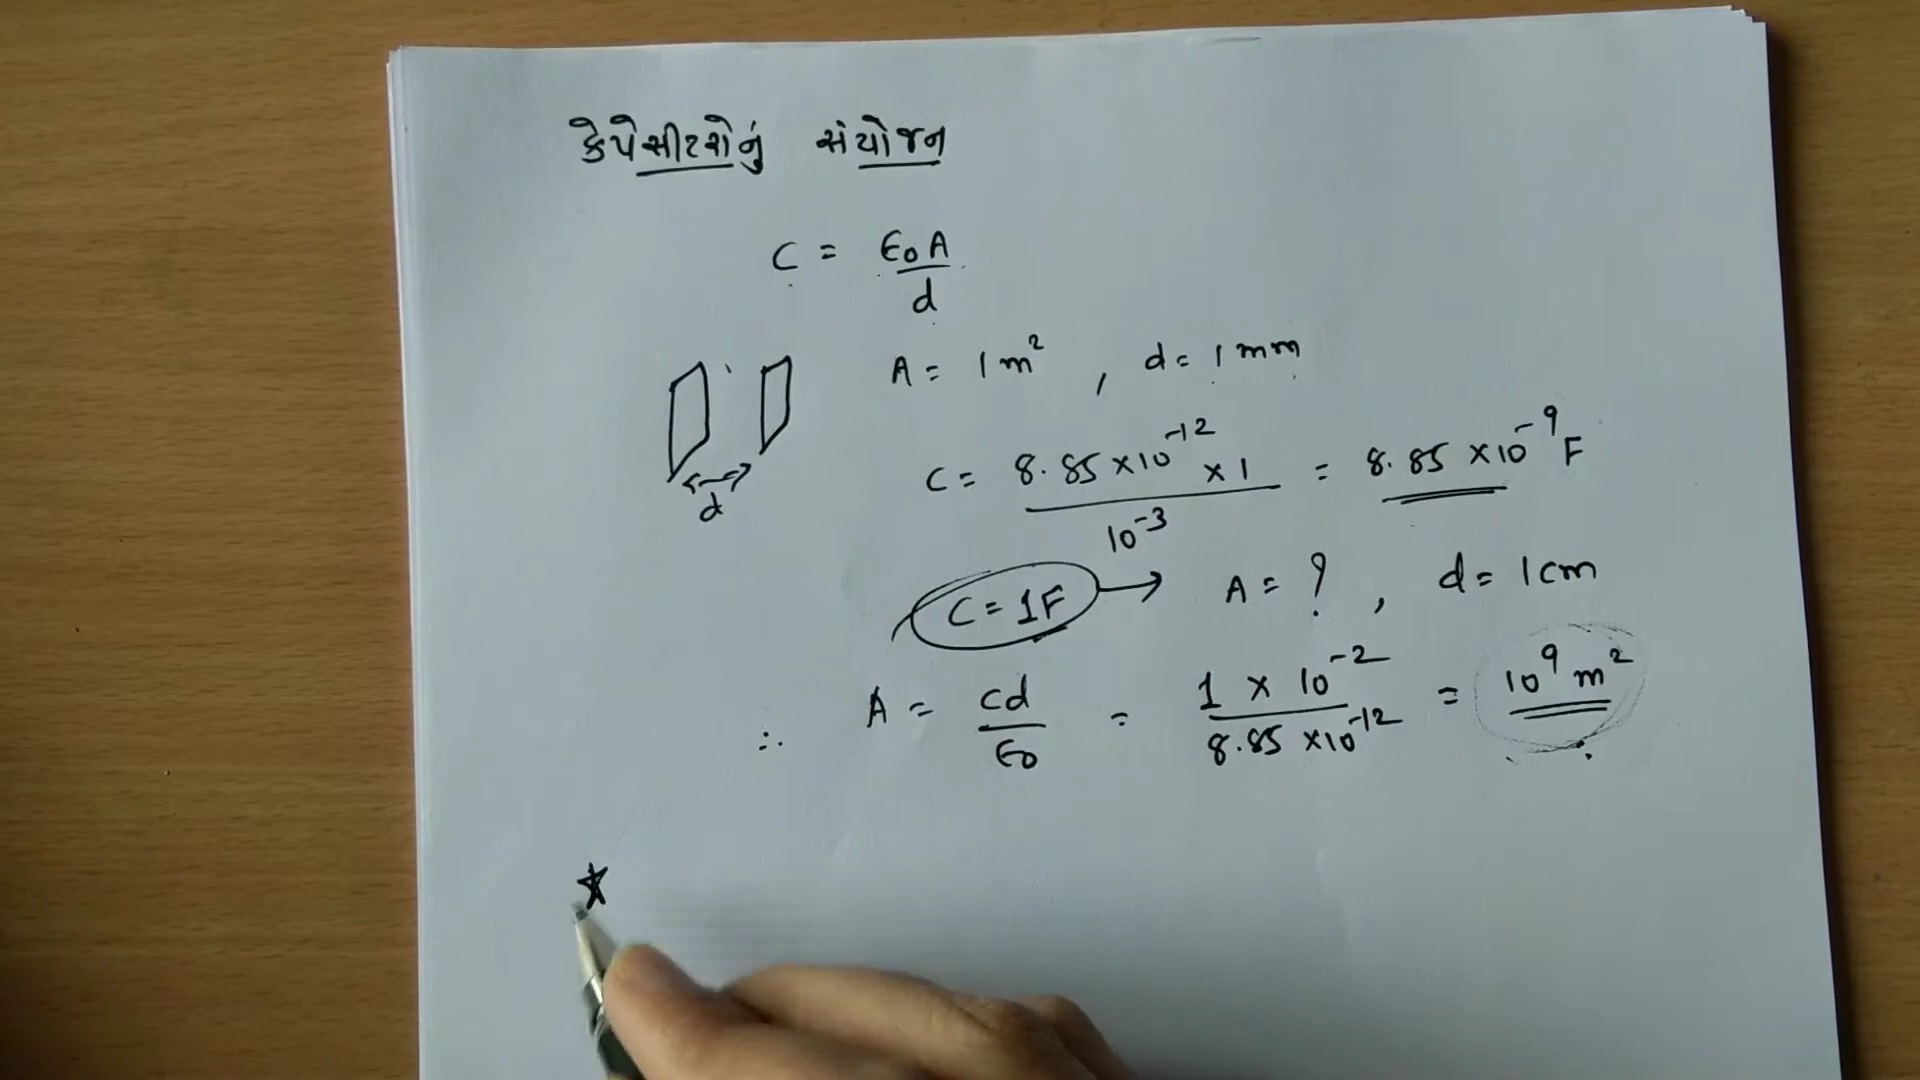 કેપેસીટરોનું સંયોજન
C = ϵ₀A / d
A = 1 m² , d = 1 mm
d
C = 8.85 × 10⁻¹² × 1 / 10⁻³ = 8.85 × 10⁻⁹ F
C = 1F → A = ? , d = 1 cm
∴ A = cd / ϵ₀ = 1 × 10⁻² / 8.85 × 10⁻¹² = 10⁹ m²